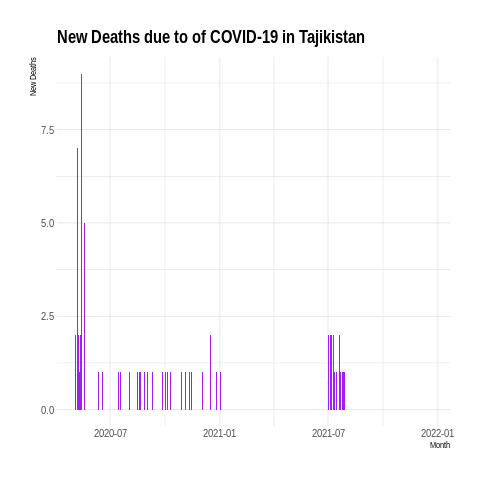 New Deaths due to of COVID-19 in Tajikistan
New Deaths
7.5
5.0
2.5
0.0
2020-07
2021-01
2021-07
2022-01
Month